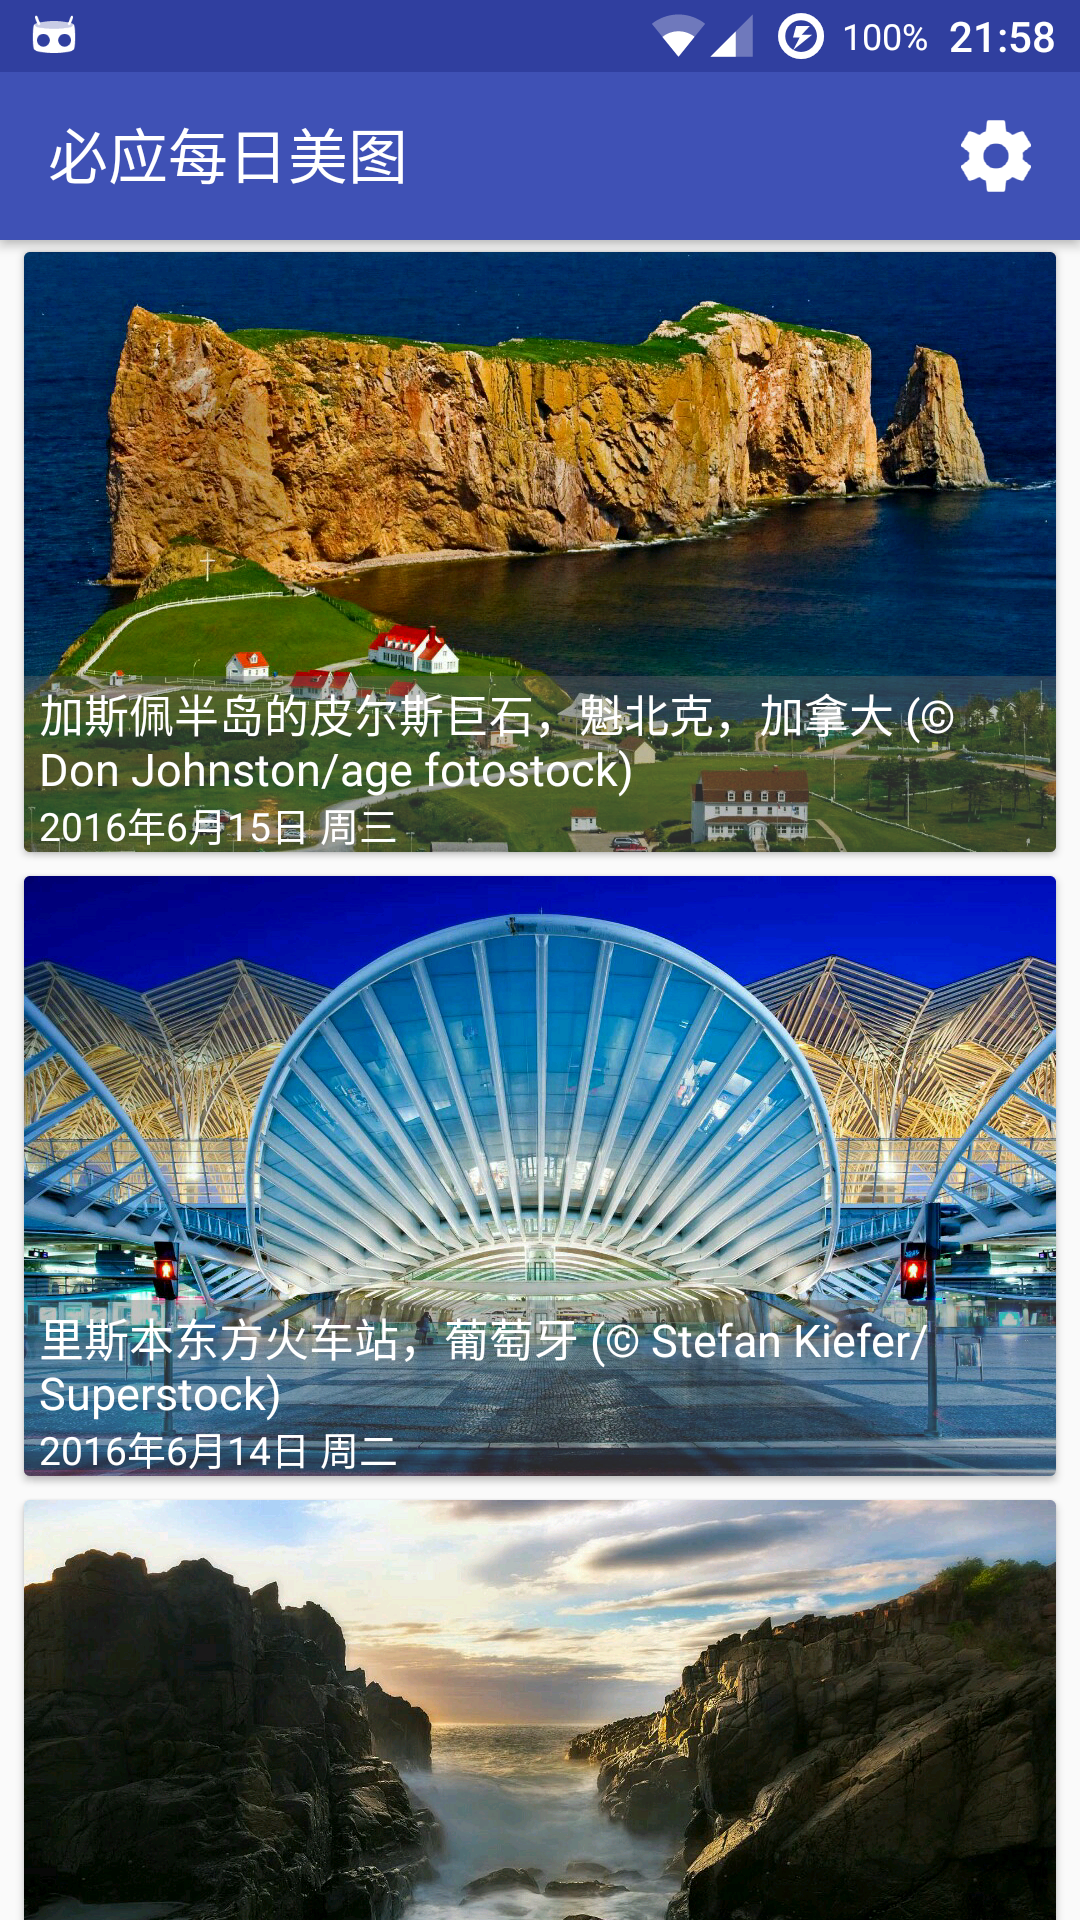 100% 21:58
必应每日美图
加斯佩半岛的皮尔斯巨石，魁北克，加拿大 (©
Don Johnston/age fotostock)
2016年6月15日 周三
里斯本东方火车站，葡萄牙 (© Stefan Kiefer/
Superstock)
2016年6月14日 周二